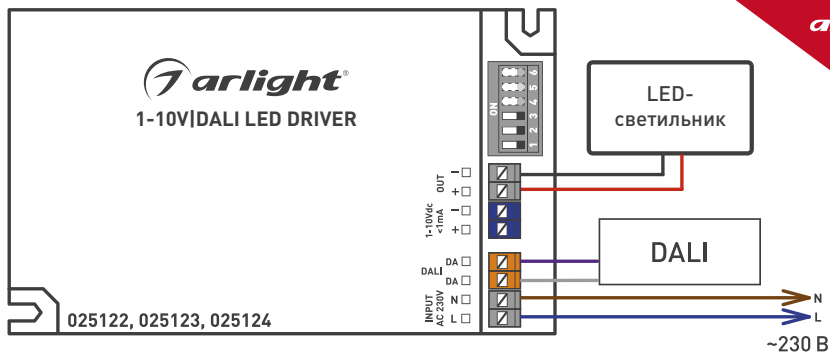 arlight®
1-10V|DALI LED DRIVER
ON
1 2 3 4 5 6
LED-
светильник
OUT
−
+
1-10Vdc
<1mA
−
+
DALI
DA
DA
DALI
INPUT
AC 230V
N
L
N
L
~230 В
025122, 025123, 025124